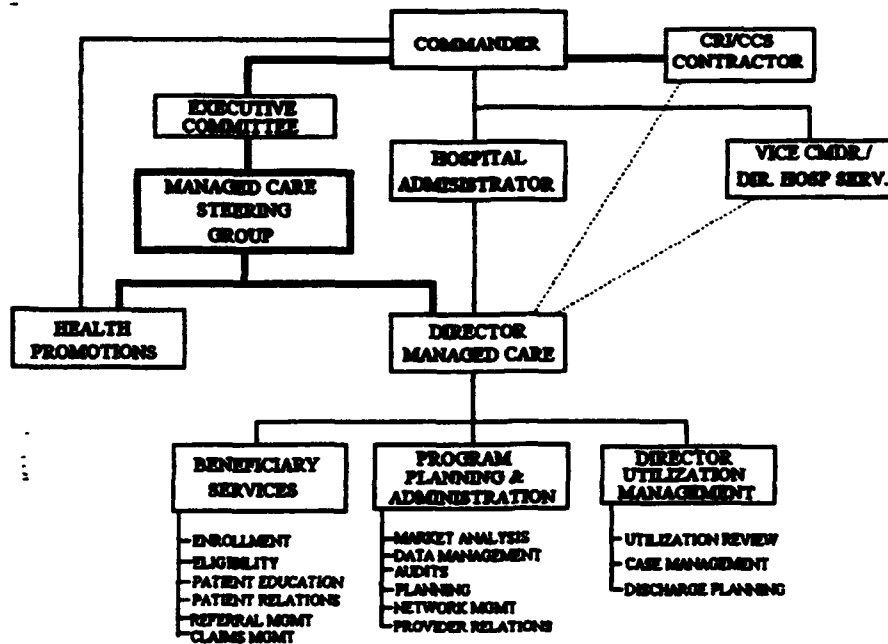 COMMANDER
CRI/CCS
CONTRACTOR
EXECUTIVE
COMMITTEE
HOSPITAL
ADMISISTRATOR
VICE CMDR./
DIR. HOSP SERV.
MANAGED CARE
STEERING
GROUP
HEALTH
PROMOTIONS
DIRECTOR
MANAGED CARE
BENEFICIARY
SERVICES
PROGRAM
PLANNING &
ADMINISTRATION
DIRECTOR
UTILIZATION
MANAGEMENT
ENROLLMENT
ELIGIBILITY
PATIENT EDUCATION
PATIENT RELATIONS
REFERRAL MGMT
CLAIMS MGMT
MARKET ANALYSIS
DATA MANAGEMENT
AUDITS
PLANNING
NETWORK MGMT
PROVIDER RELATIONS
UTILIZATION REVIEW
CASE MANAGEMENT
DISCHARGE PLANNING